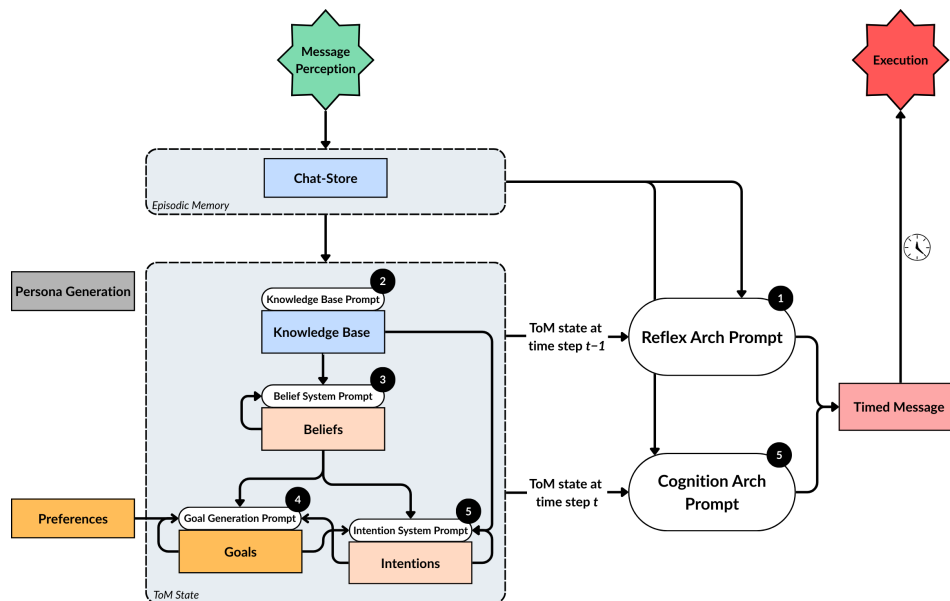 Message
Perception
Execution
Chat-Store
Episodic Memory
Persona Generation
2
Knowledge Base Prompt
Knowledge Base
3
Belief System Prompt
Beliefs
4
Goal Generation Prompt
Goals
5
Intention System Prompt
Intentions
Preferences
ToM State
ToM state at
time step t−1
1
Reflex Arch Prompt
ToM state at
time step t
5
Cognition Arch
Prompt
Timed Message